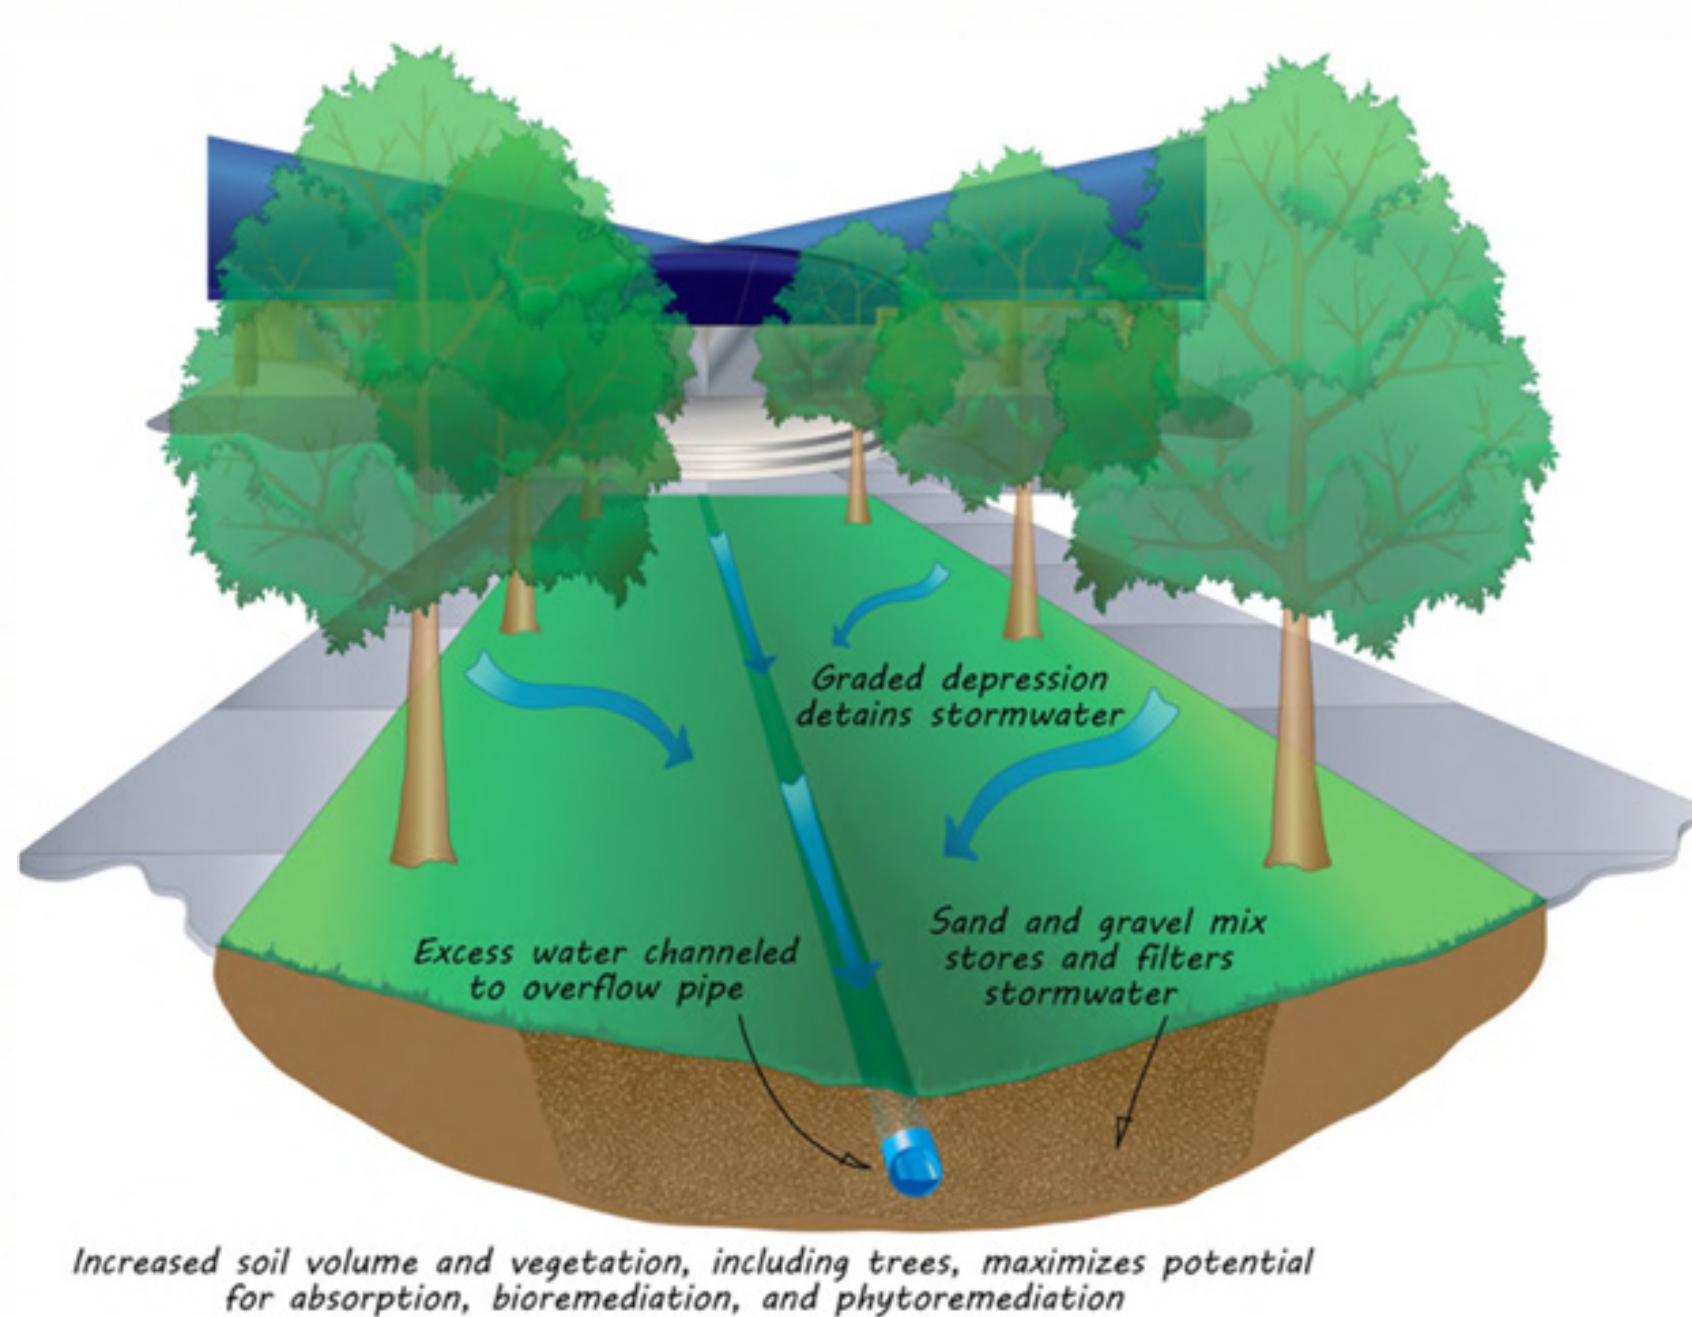 Graded depression
detains stormwater
Excess water channeled
to overflow pipe
Sand and gravel mix
stores and filters
stormwater
Increased soil volume and vegetation, including trees, maximizes potential
for absorption, bioremediation, and phytoremediation